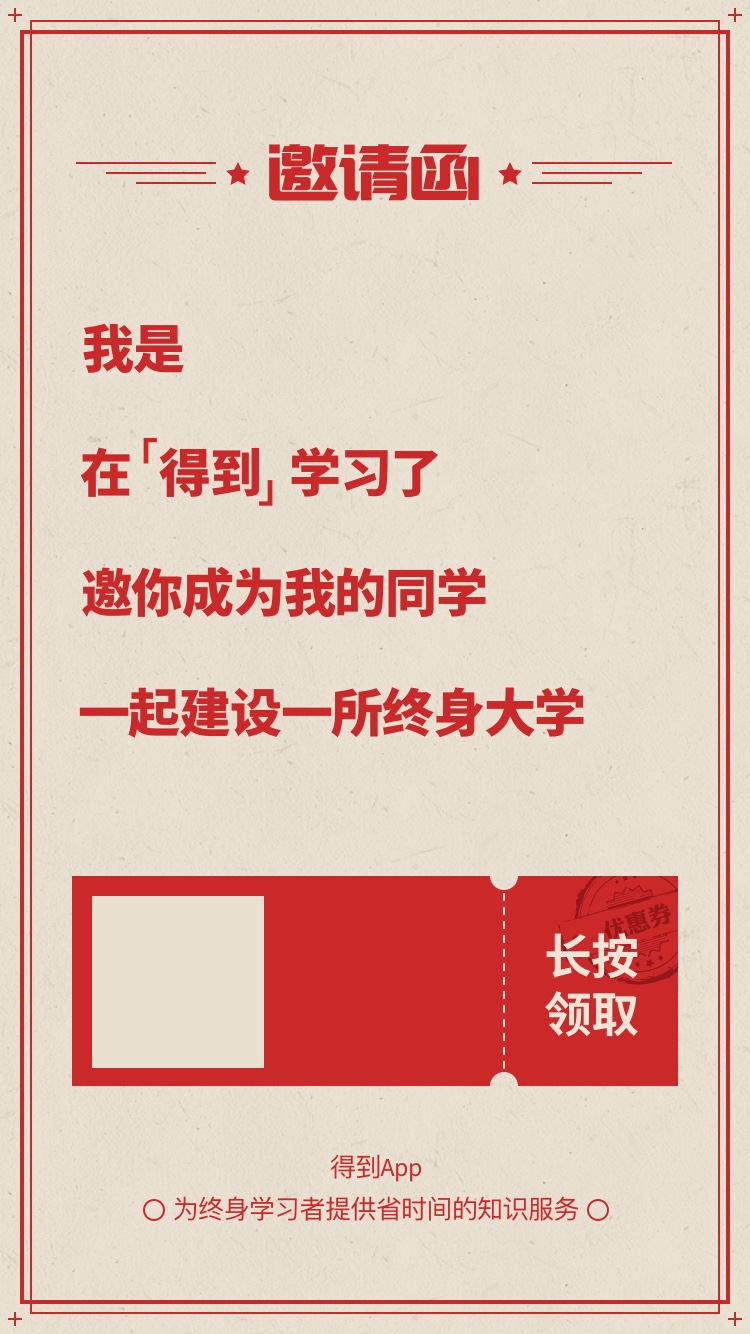 邀请函
我是
在「得到」学习了
邀你成为我的同学
一起建设一所终身大学
优惠券
长按
领取
得到App
为终身学习者提供省时间的知识服务